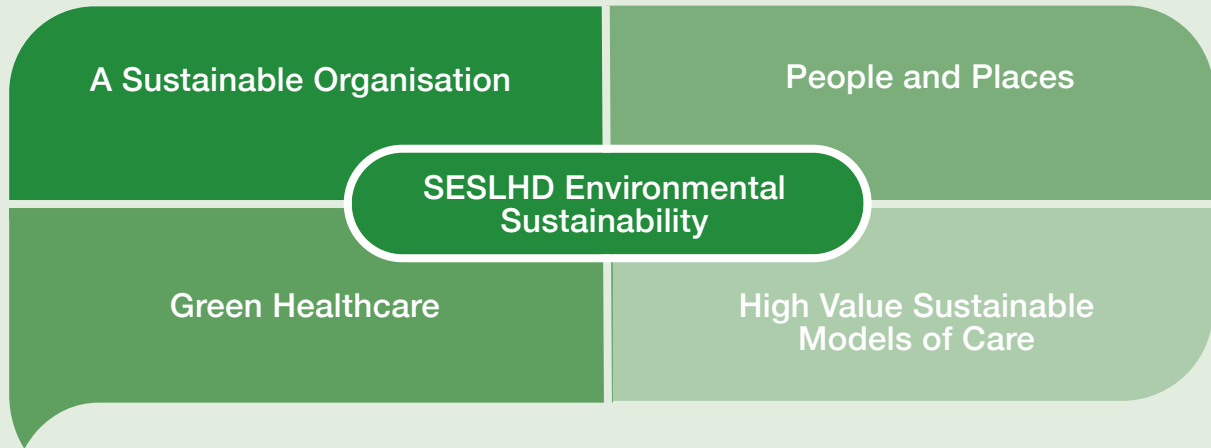 A Sustainable Organisation
People and Places
SESLHD Environmental
Sustainability
Green Healthcare
High Value Sustainable
Models of Care